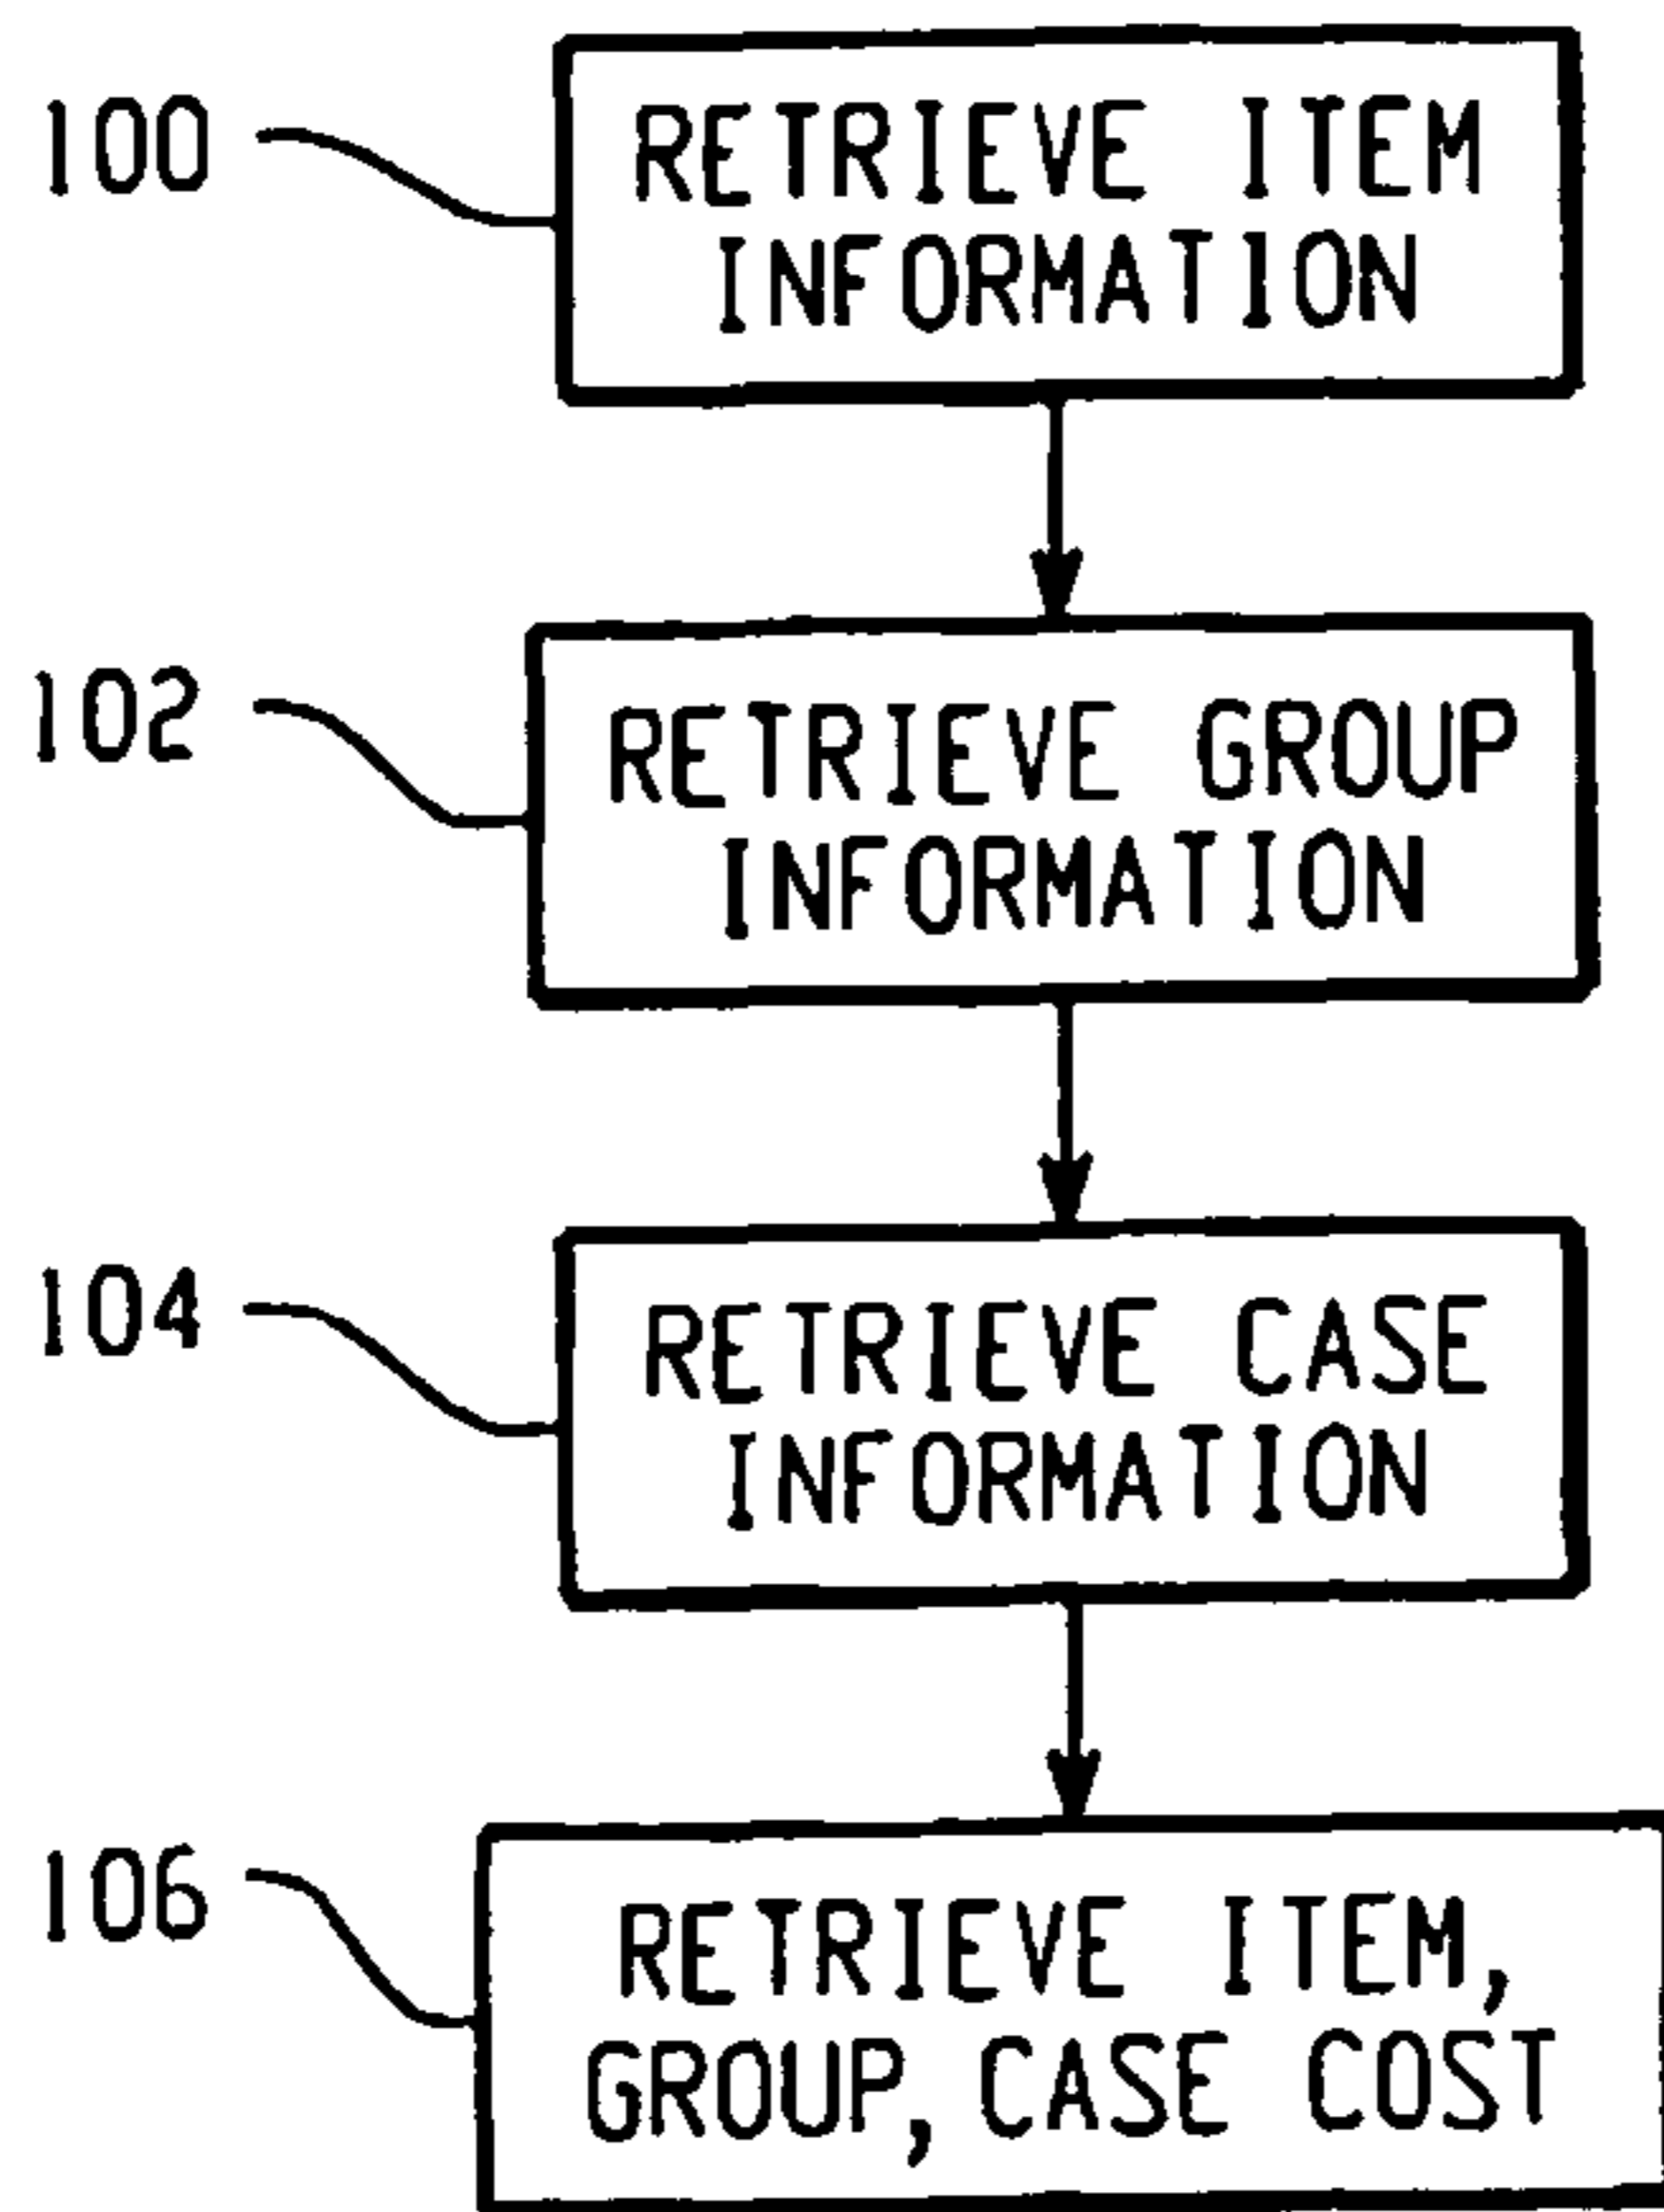 100
RETRIEVE ITEM
INFORMATION
102
RETRIEVE GROUP
INFORMATION
104
RETRIEVE CASE
INFORMATION
106
RETRIEVE ITEM,
GROUP, CASE COST